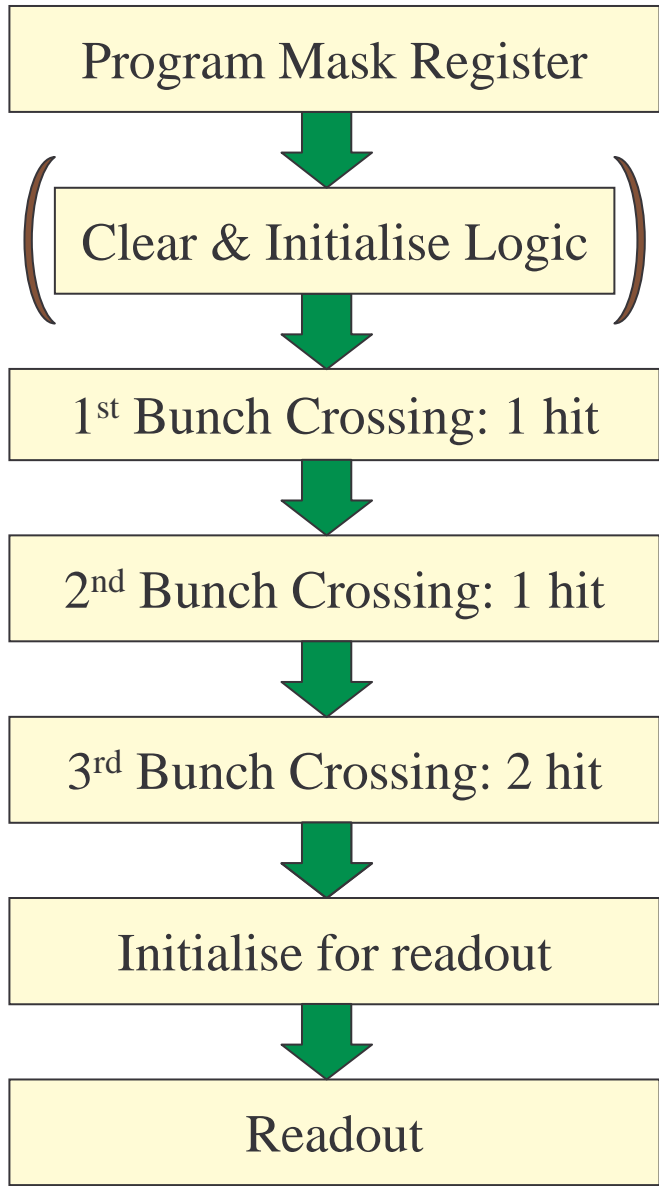 Program Mask Register
Clear & Initialise Logic
1st Bunch Crossing: 1 hit
2nd Bunch Crossing: 1 hit
3rd Bunch Crossing: 2 hit
Initialise for readout
Readout